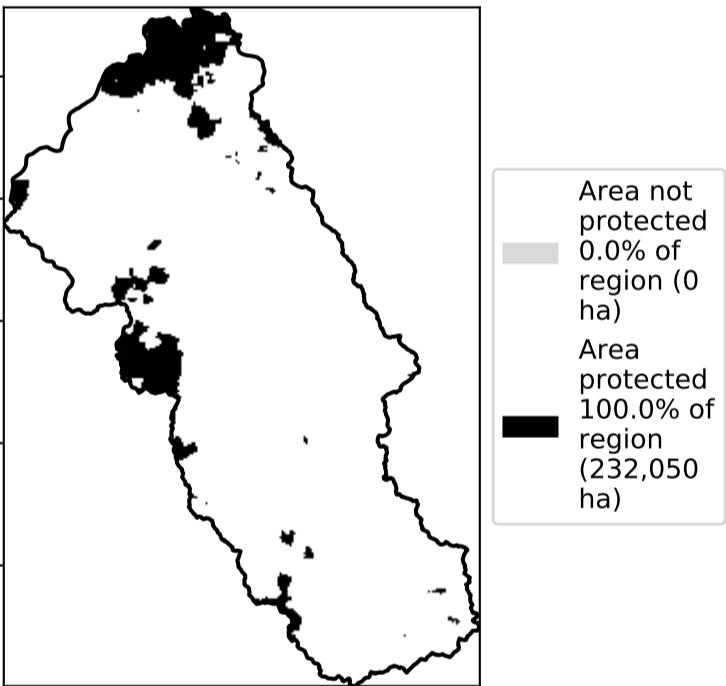 Area not
protected
0.0% of
region (0
ha)
Area
protected
100.0% of
region
(232,050
ha)